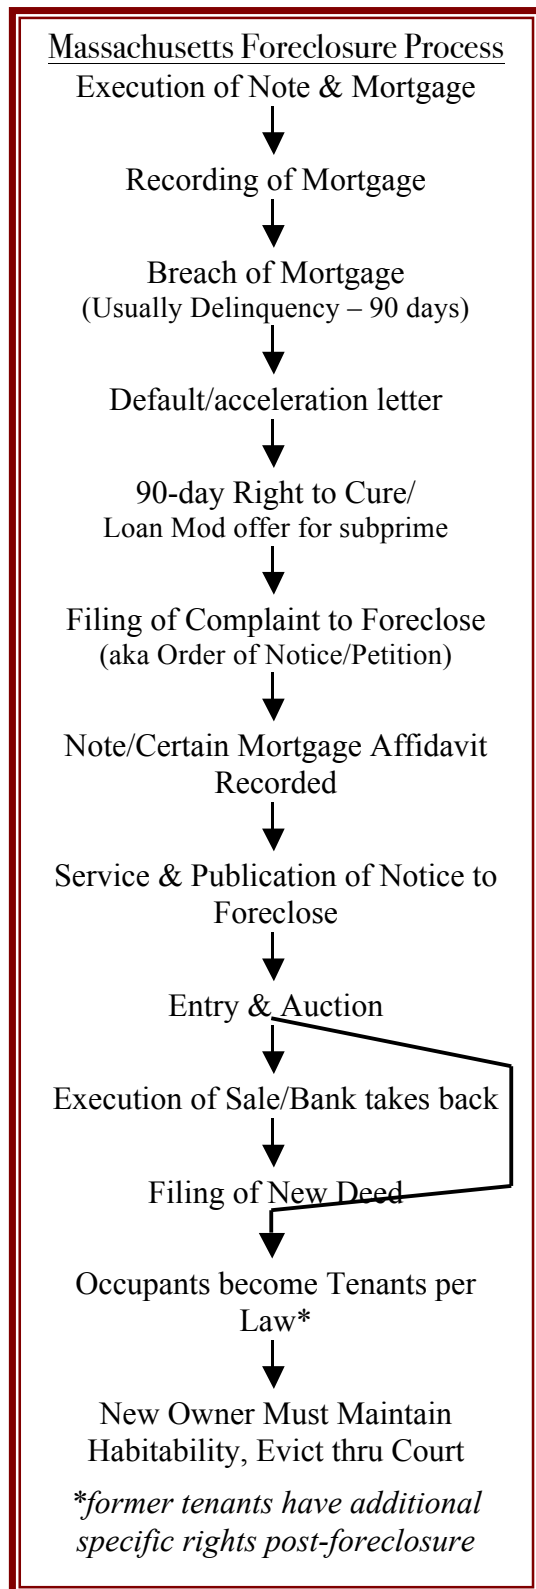 Massachusetts Foreclosure Process
Execution of Note & Mortgage
Recording of Mortgage
Breach of Mortgage
(Usually Delinquency – 90 days)
Default/acceleration letter
90-day Right to Cure/
Loan Mod offer for subprime
Filing of Complaint to Foreclose
(aka Order of Notice/Petition)
Note/Certain Mortgage Affidavit
Recorded
Service & Publication of Notice to
Foreclose
Entry & Auction
Execution of Sale/Bank takes back
Filing of New Deed
Occupants become Tenants per
Law*
New Owner Must Maintain
Habitability, Evict thru Court
*former tenants have additional
specific rights post-foreclosure